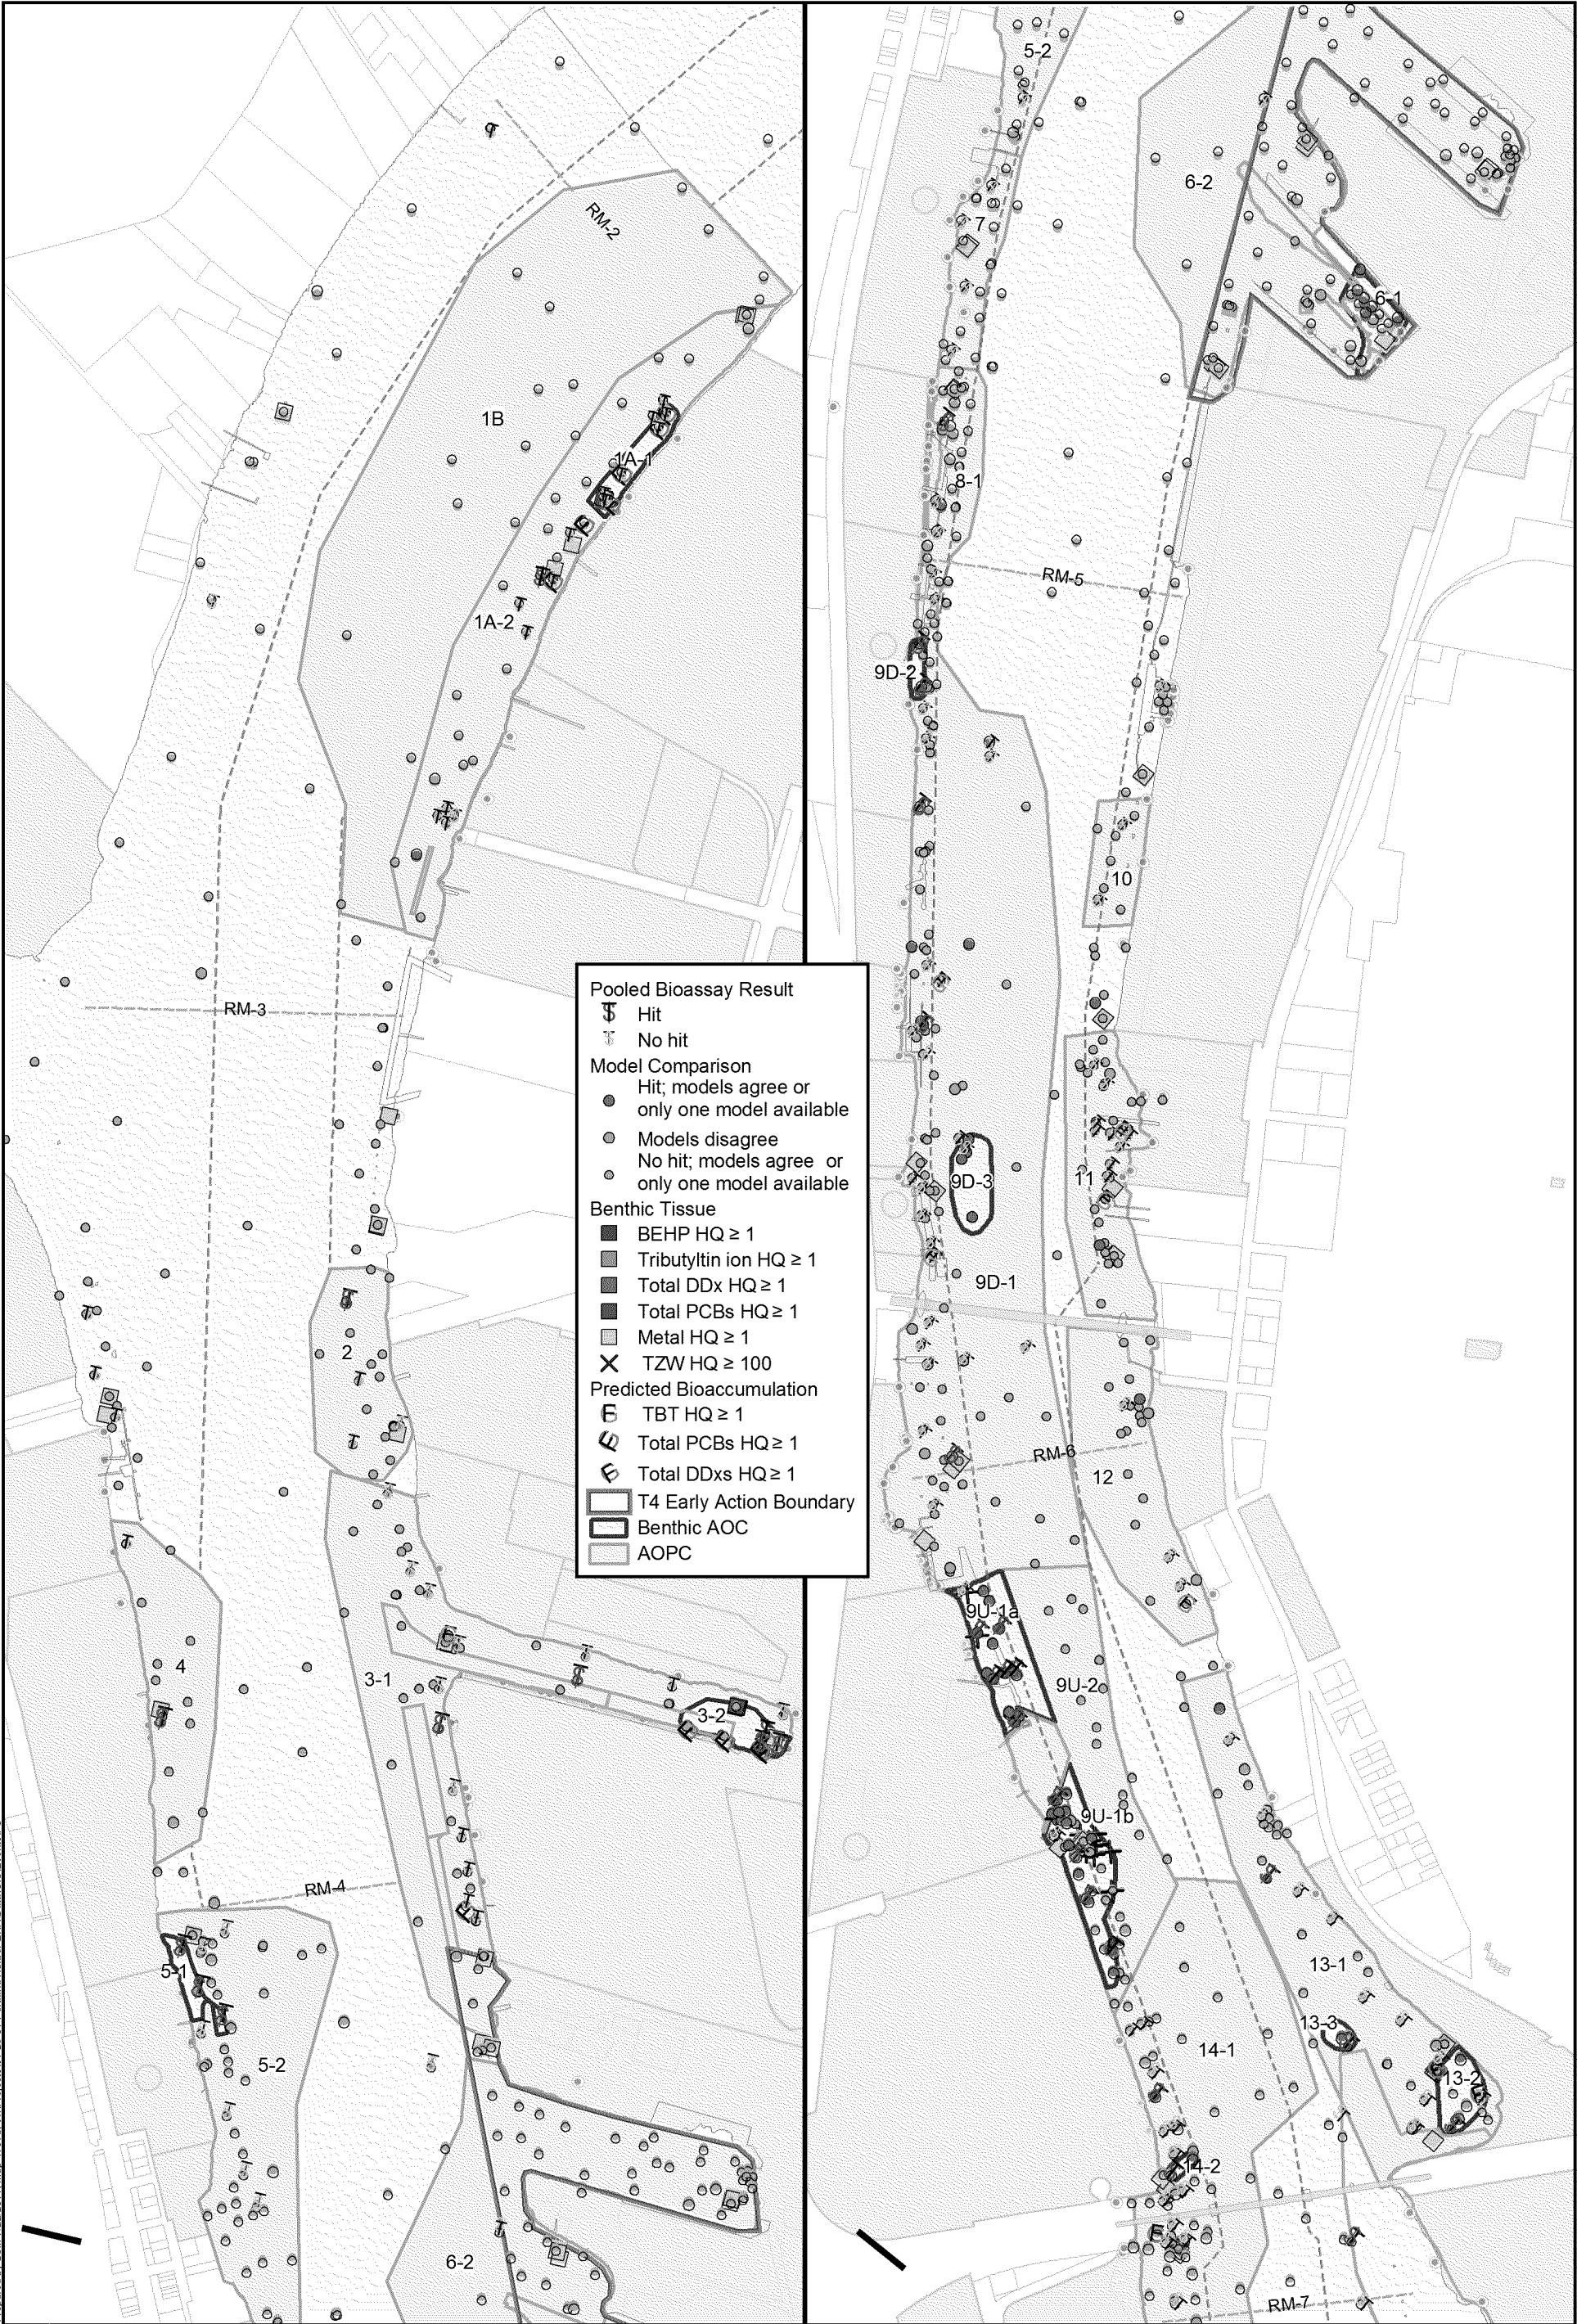 RM-2
1B
1A-1
1A-2
RM-3
2
4
3-1
3-2
RM-4
5-1
5-2
6-2
Pooled Bioassay Result
Hit
No hit
Model Comparison
Hit; models agree or
only one model available
Models disagree
No hit; models agree or
only one model available
Benthic Tissue
BEHP HQ ≥ 1
Tributyltin ion HQ ≥ 1
Total DDx HQ ≥ 1
Total PCBs HQ ≥ 1
Metal HQ ≥ 1
TZW HQ ≥ 100
Predicted Bioaccumulation
TBT HQ ≥ 1
Total PCBs HQ ≥ 1
Total DDxs HQ ≥ 1
T4 Early Action Boundary
Benthic AOC
AOPC
5-2
6-2
7
6-1
8-1
RM-5
9D-2
10
11
9D-3
9D-1
RM-6
12
9U-1a
9U-2
9U-1b
13-1
13-3
14-1
13-2
14-2
RM-7